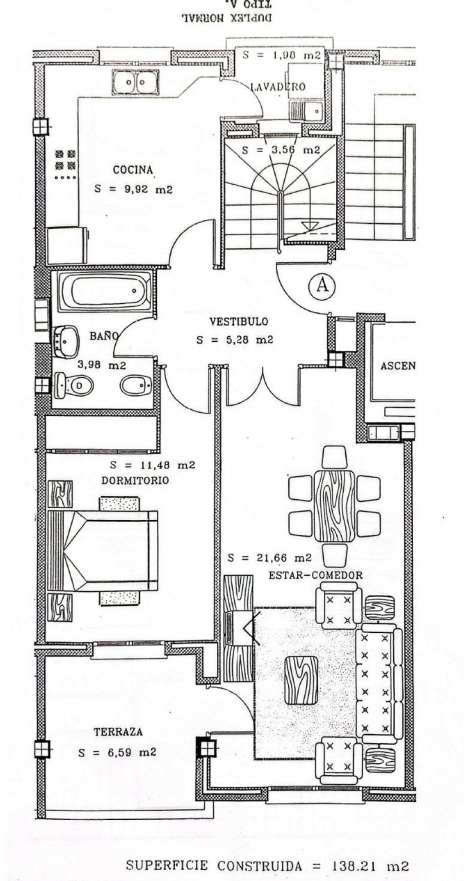 DUPLEX NORMAL
TIPO A.
S = 1,98 m2
LAVADERO
S = 3,56 m2
COCINA
S = 9,92 m2
A
VESTIBULO
S = 5,28 m2
BAÑO
3,98 m2
ASCEN
S = 11,48 m2
DORMITORIO
S = 21,66 m2
ESTAR-COMEDOR
TERRAZA
S = 6,59 m2
SUPERFICIE CONSTRUIDA = 138.21 m2